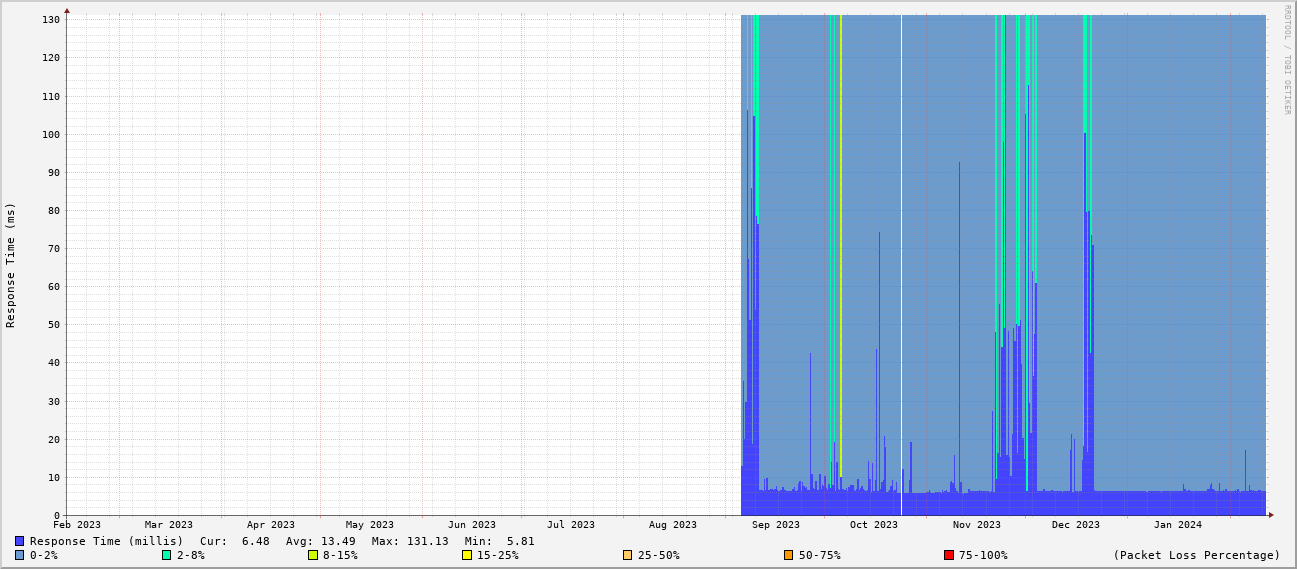 RRDTOOL / TOBI OETIKER
Response Time (ms)
130
120
110
100
90
80
70
60
50
40
30
20
10
0
Feb 2023 Mar 2023 Apr 2023 May 2023 Jun 2023 Jul 2023 Aug 2023 Sep 2023 Oct 2023 Nov 2023 Dec 2023 Jan 2024
Response Time (millis) Cur: 6.48 Avg: 13.49 Max: 131.13 Min: 5.81
0-2% 2-8% 8-15% 15-25% 25-50% 50-75% 75-100% (Packet Loss Percentage)